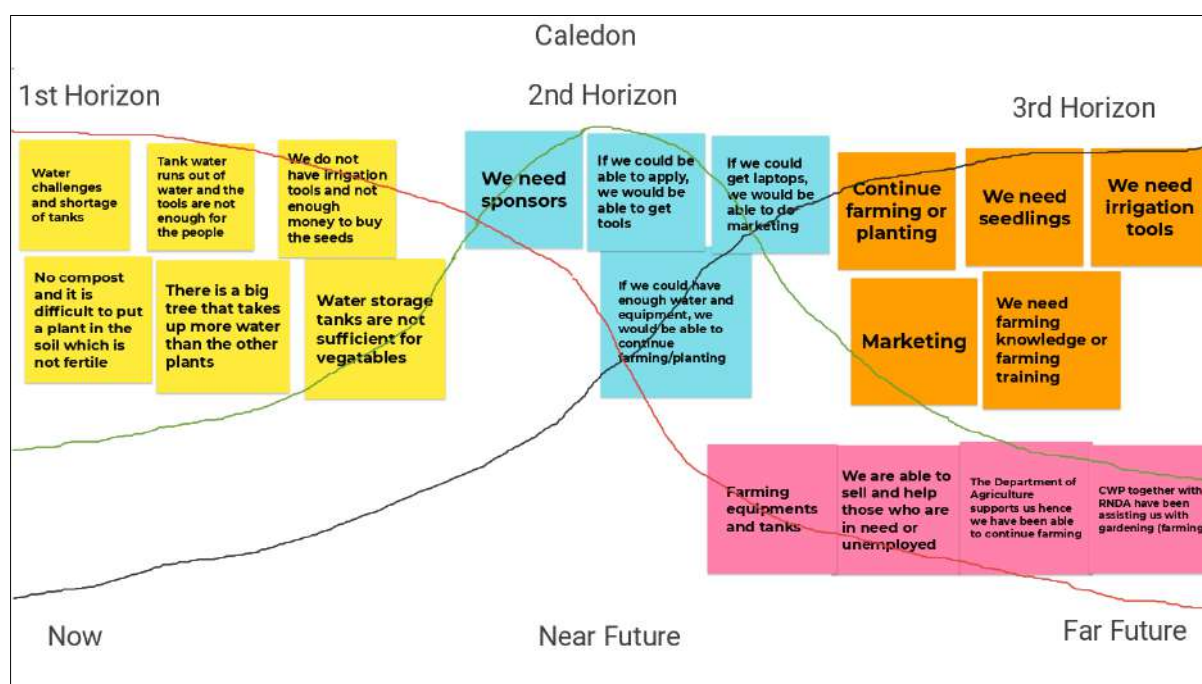 Caledon
1st Horizon
2nd Horizon
3rd Horizon
Water
challenges
and shortage
of tanks
Tank water
runs out of
water and the
tools are not
enough for
the people
We do not
have irrigation
tools and not
enough
money to buy
the seeds
No compost
and it is
difficult to put
a plant in the
soil which is
not fertile
There is a big
tree that takes
up more water
than the other
plants
Water storage
tanks are not
sufficient for
vegatables
We need
sponsors
If we could be
able to apply,
we would be
able to get
tools
If we could
get laptops,
we would be
able to do
marketing
If we could have
enough water and
equipment, we
would be able to
continue
farming/planting
Continue
farming or
planting
We need
seedlings
We need
irrigation
tools
Marketing
We need
farming
knowledge or
farming
training
Farming
equipments
and tanks
We are able to
sell and help
those who are
in need or
unemployed
The Department of
Agriculture
supports us hence
we have been able
to continue farming
CWP together with
RNDA have been
assisting us with
gardening (farming
Now
Near Future
Far Future